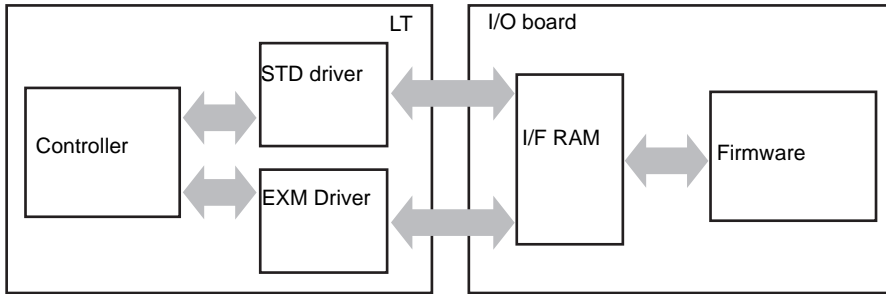 LT
I/O board
STD driver
Controller
I/F RAM
Firmware
EXM Driver